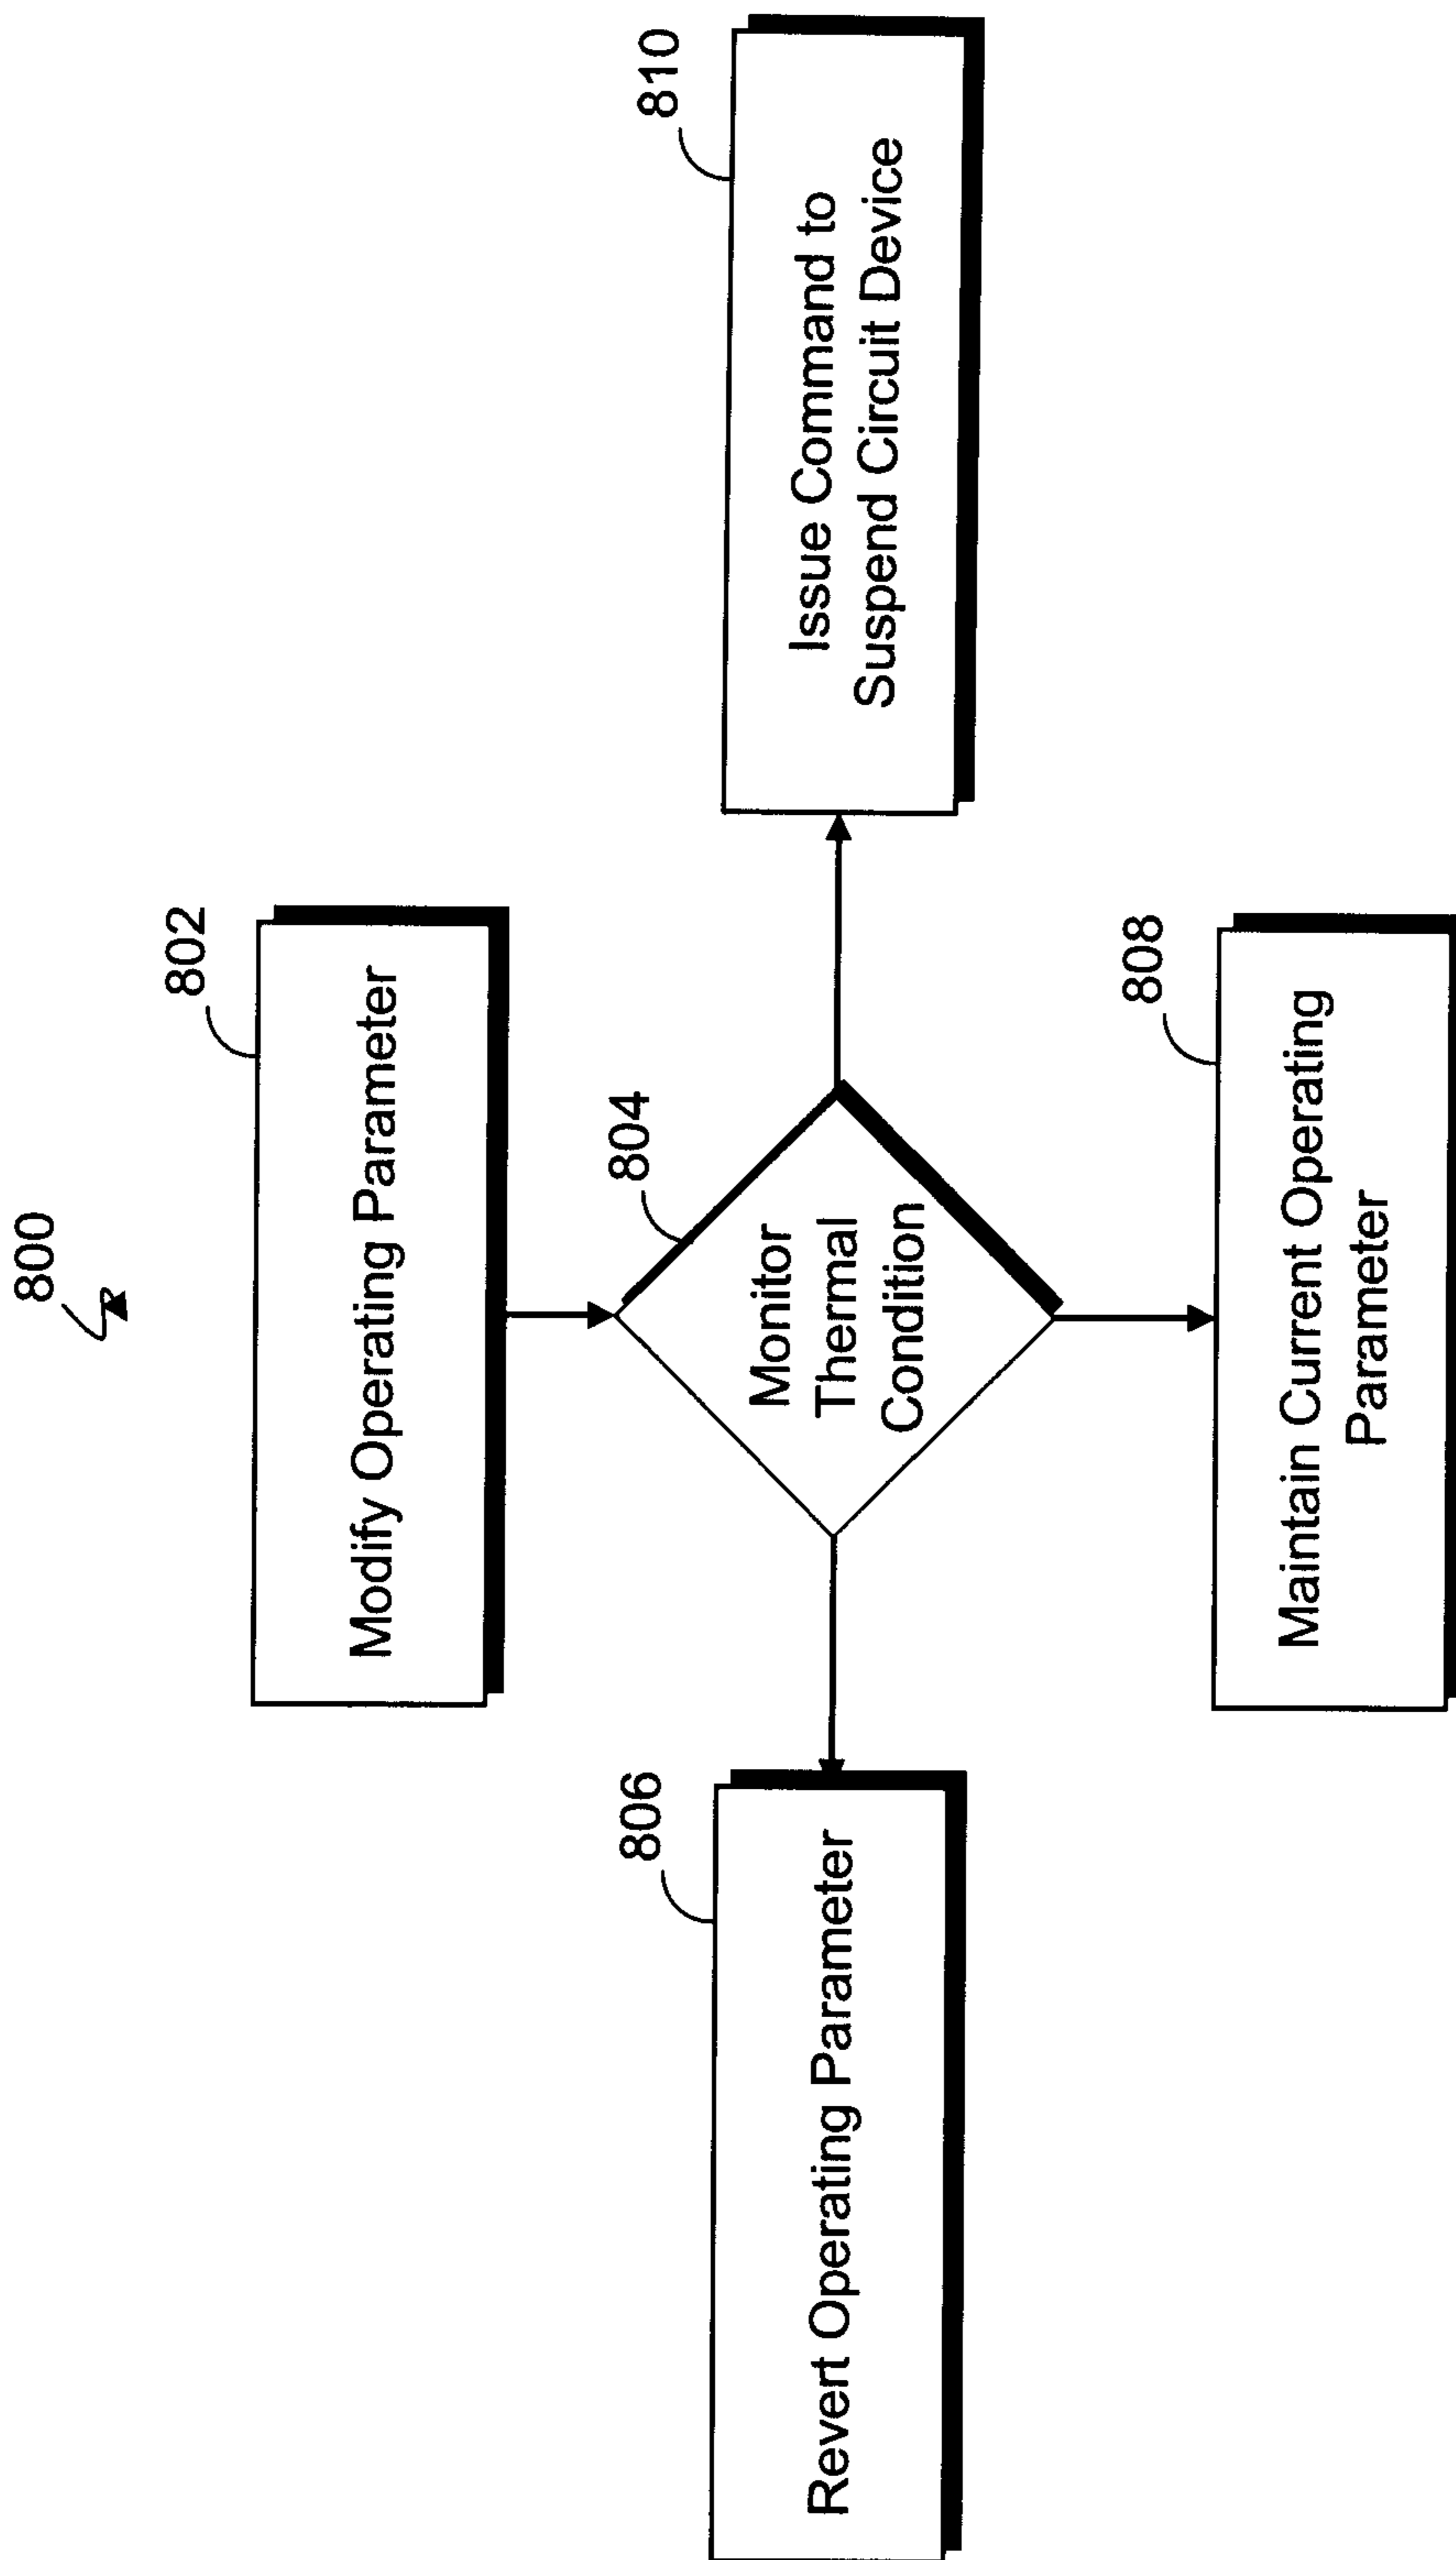 800
802
Modify Operating Parameter
804
Monitor
Thermal
Condition
806
Revert Operating Parameter
808
Maintain Current Operating
Parameter
810
Issue Command to
Suspend Circuit Device